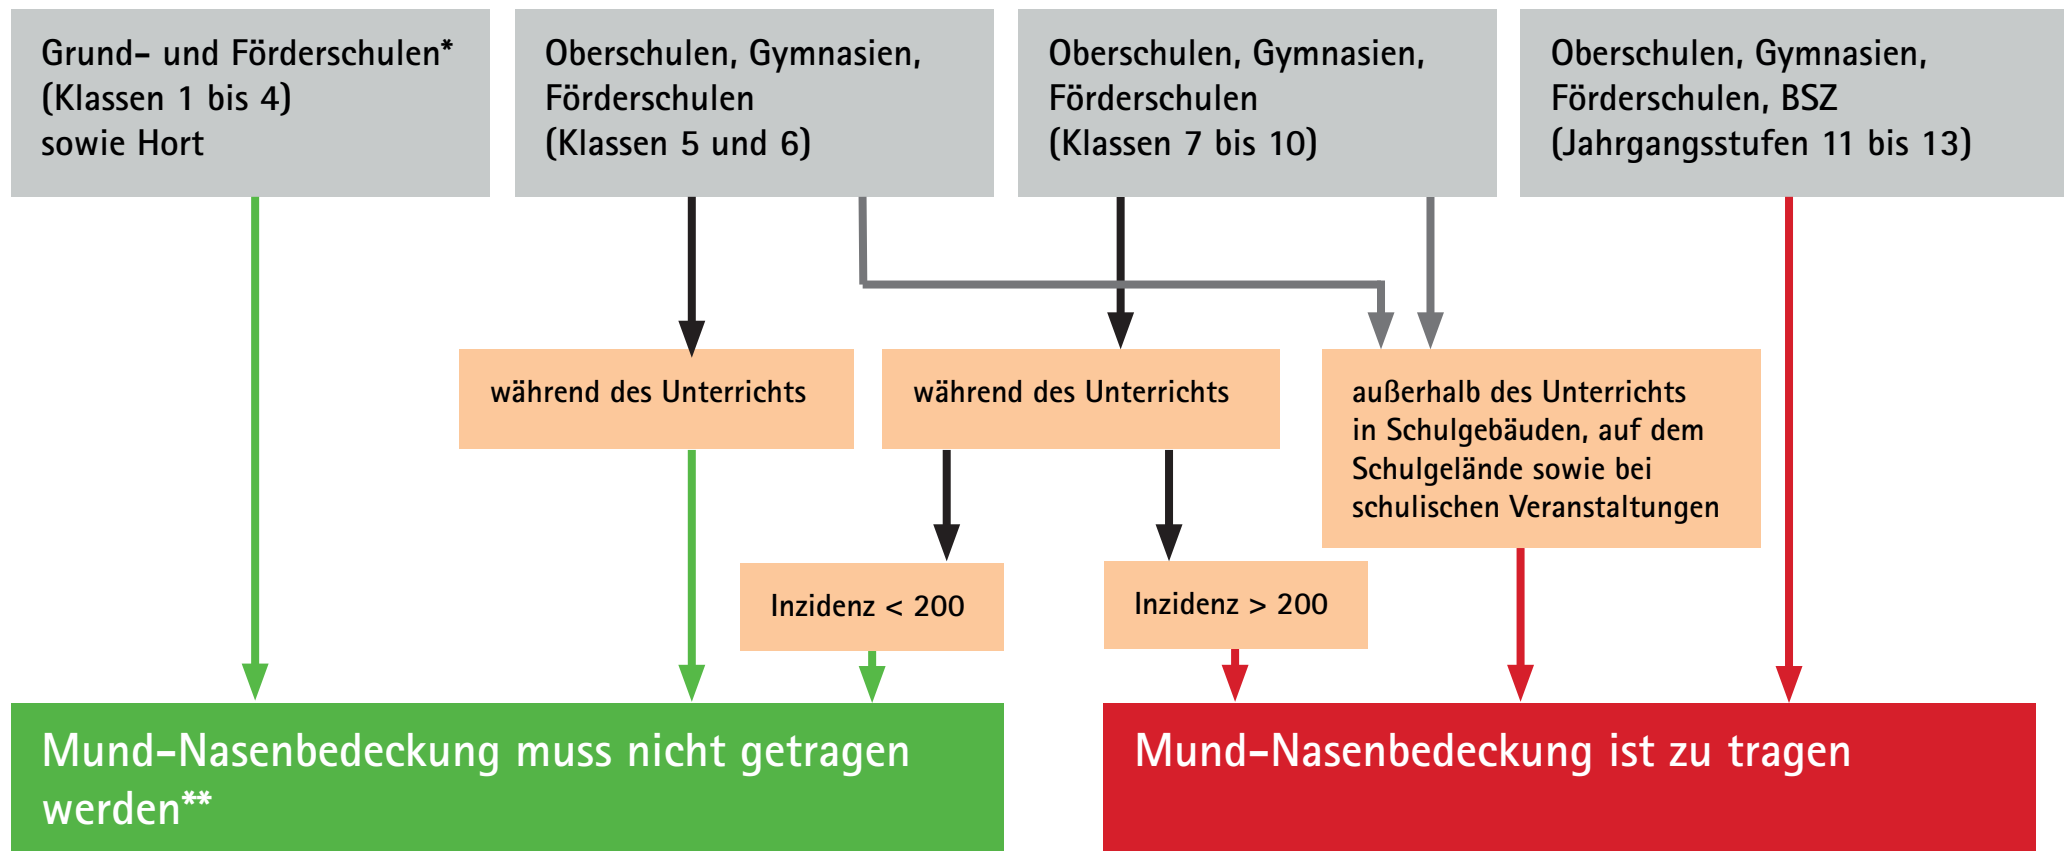 Grund- und Förderschulen*
(Klassen 1 bis 4)
sowie Hort
Oberschulen, Gymnasien,
Förderschulen
(Klassen 5 und 6)
Oberschulen, Gymnasien,
Förderschulen
(Klassen 7 bis 10)
Oberschulen, Gymnasien,
Förderschulen, BSZ
(Jahrgangsstufen 11 bis 13)
während des Unterrichts
während des Unterrichts
außerhalb des Unterrichts
in Schulgebäuden, auf dem
Schulgelände sowie bei
schulischen Veranstaltungen
Inzidenz < 200
Inzidenz > 200
Mund-Nasenbedeckung muss nicht getragen
werden**
Mund-Nasenbedeckung ist zu tragen